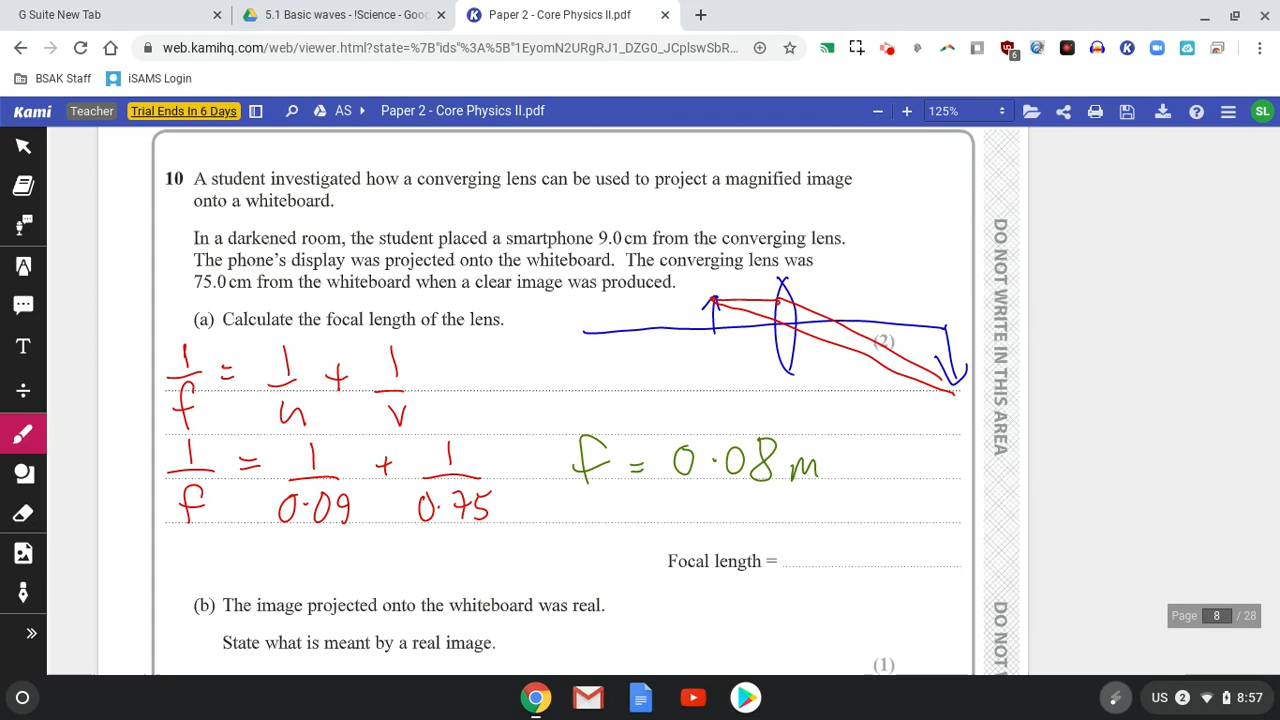 G Suite New Tab
5.1 Basic waves - !Science - Goo
Paper 2 - Core Physics II.pdf
web.kamihq.com/web/viewer.html?state=%7B"ids"%3A%5B"1EyomN2URgRJ1_DZG0_JCplswSbR...
6
BSAK Staff
iSAMS Login
Kami
Teacher
Trial Ends In 6 Days
AS
Paper 2 - Core Physics II.pdf
125%
SL
10 A student investigated how a converging lens can be used to project a magnified image
onto a whiteboard.
In a darkened room, the student placed a smartphone 9.0 cm from the converging lens.
The phone's display was projected onto the whiteboard. The converging lens was
75.0 cm from the whiteboard when a clear image was produced.
(a) Calculate the focal length of the lens.
(2)
1/f = 1/u + 1/v
1/f = 1/0.09 + 1/0.75
f = 0.08 m
Focal length =
(b) The image projected onto the whiteboard was real.
State what is meant by a real image.
(1)
DO NOT WRITE IN THIS AREA
DO NOT
Page 8 / 28
US 2 8:57